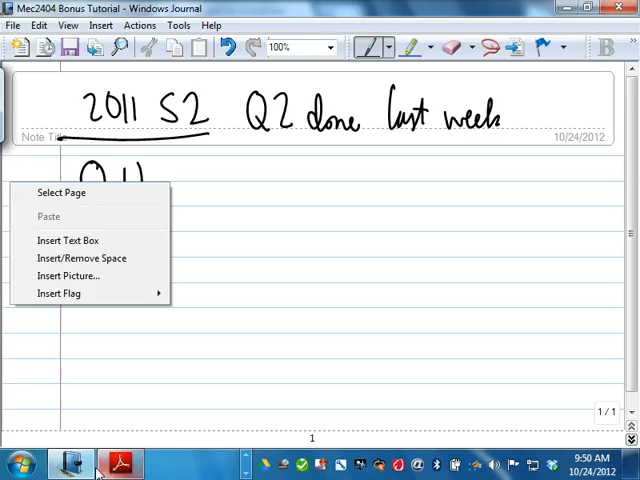 Mec2404 Bonus Tutorial - Windows Journal
File Edit View Insert Actions Tools Help
100% B
2011 S2 Q2 done last week
Note Title 10/24/2012
Select Page
Paste
Insert Text Box
Insert/Remove Space
Insert Picture...
Insert Flag
1 / 1
1
9:50 AM
10/24/2012